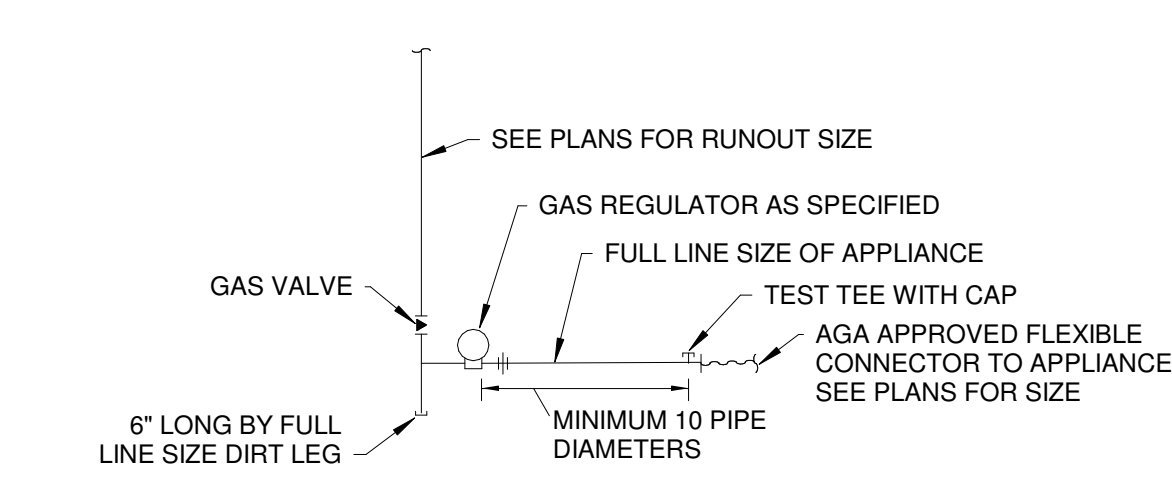 SEE PLANS FOR RUNOUT SIZE
GAS REGULATOR AS SPECIFIED
FULL LINE SIZE OF APPLIANCE
GAS VALVE
TEST TEE WITH CAP
AGA APPROVED FLEXIBLE
CONNECTOR TO APPLIANCE
SEE PLANS FOR SIZE
MINIMUM 10 PIPE
DIAMETERS
6" LONG BY FULL
LINE SIZE DIRT LEG